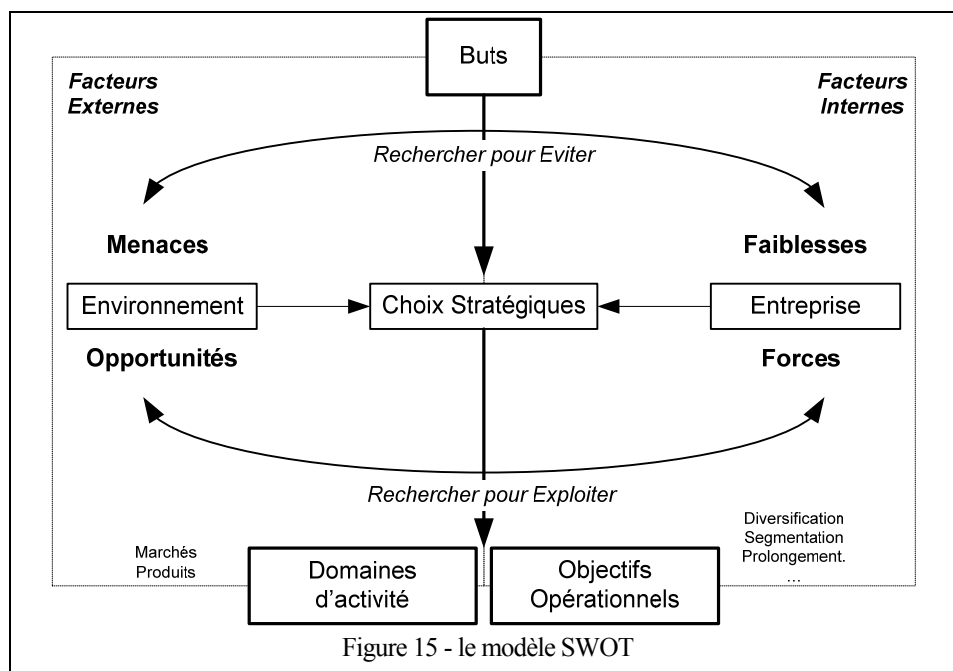 Buts
Facteurs
Externes
Facteurs
Internes
Rechercher pour Eviter
Menaces
Faiblesses
Environnement
Choix Stratégiques
Entreprise
Opportunités
Forces
Rechercher pour Exploiter
Marchés
Produits
Domaines
d'activité
Objectifs
Opérationnels
Diversification
Segmentation
Prolongement.
...
Figure 15 - le modèle SWOT